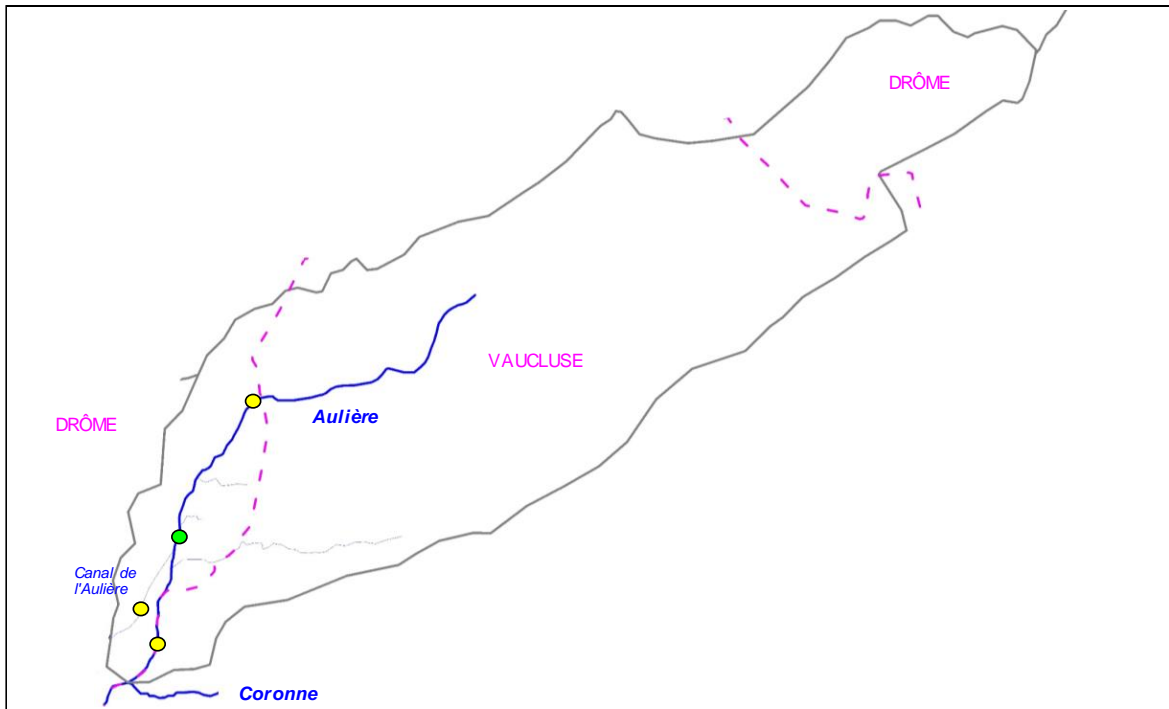 DRÔME
VAUCLUSE
Aulière
DRÔME
Canal de
l'Aulière
Coronne